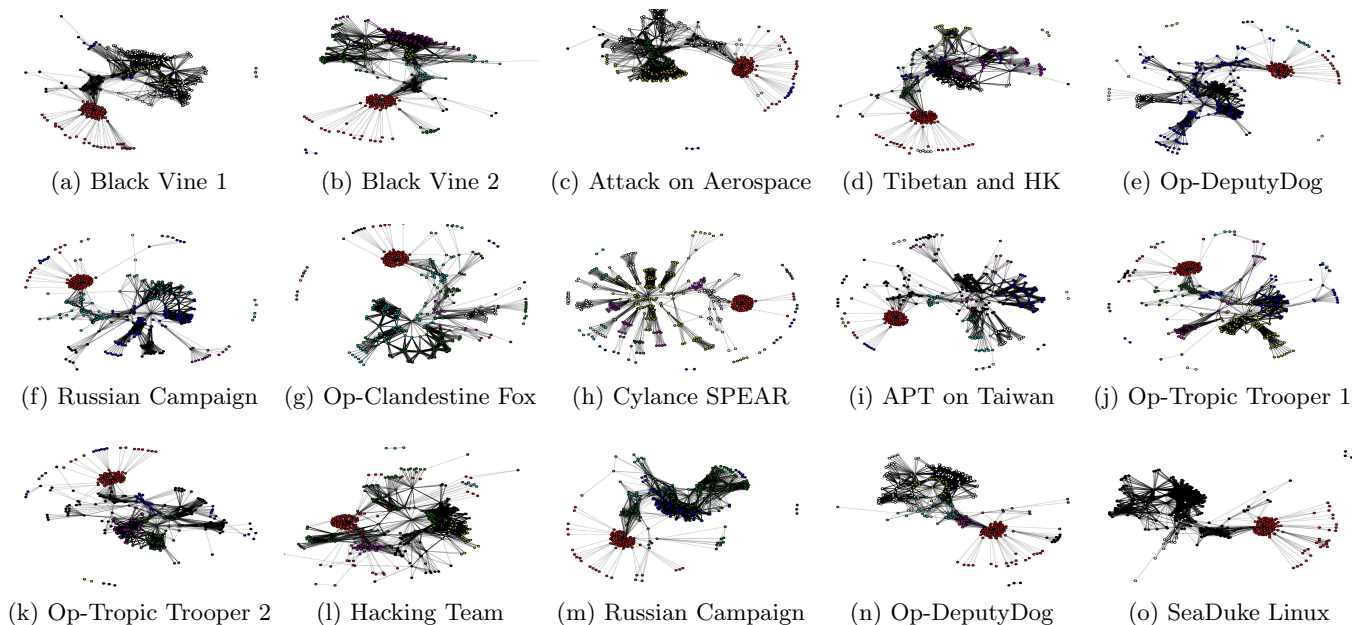 (a) Black Vine 1
(b) Black Vine 2
(c) Attack on Aerospace
(d) Tibetan and HK
(e) Op-DeputyDog
(f) Russian Campaign
(g) Op-Clandestine Fox
(h) Cylance SPEAR
(i) APT on Taiwan
(j) Op-Tropic Trooper 1
(k) Op-Tropic Trooper 2
(l) Hacking Team
(m) Russian Campaign
(n) Op-DeputyDog
(o) SeaDuke Linux